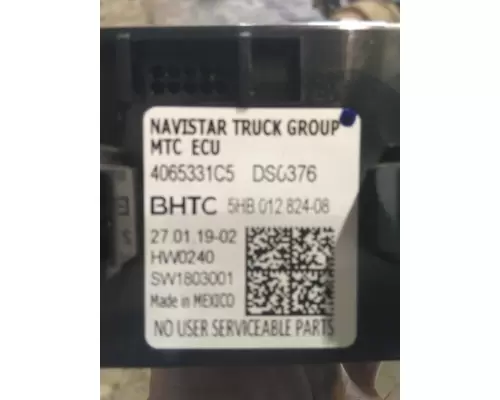 NAVISTAR TRUCK GROUP
MTC ECU
4065331C5 DS0376
BHTC 5HB 012 824-08
27.01.19-02
HW0240
SW1803001
Made in MEXICO
NO USER SERVICEABLE PARTS